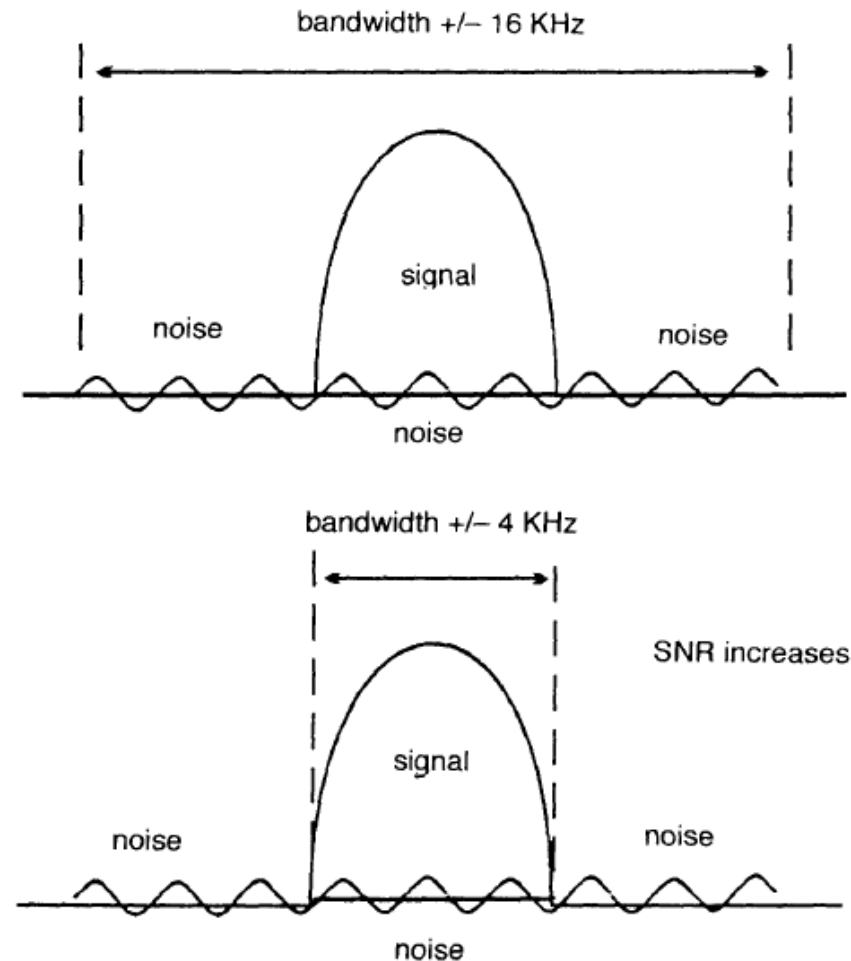 bandwidth +/– 16 KHz
signal
noise
noise
noise
bandwidth +/– 4 KHz
SNR increases
signal
noise
noise
noise